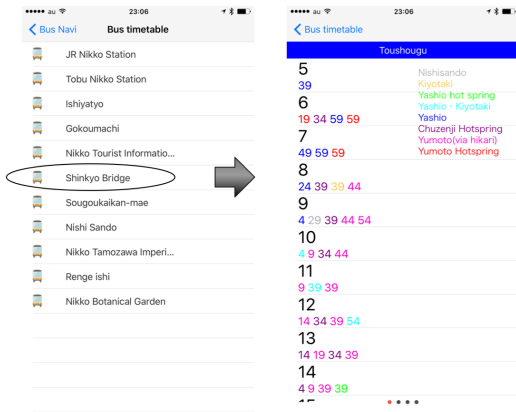 au 23:06
Bus Navi Bus timetable
JR Nikko Station
Tobu Nikko Station
Ishiyatyo
Gokoumachi
Nikko Tourist Informatio...
Shinkyo Bridge
Sougoukaikan-mae
Nishi Sando
Nikko Tamozawa Imperi...
Renge ishi
Nikko Botanical Garden
au 23:06
Bus timetable
Toushougu
Nishisando
Kiyotaki
Yashio hot spring
Yashio・Kiyotaki
Yashio
Chuzenji Hotspring
Yumoto(via hikari)
Yumoto Hotspring
5
39
6
19 34 59 59
7
49 59 59
8
24 39 39 44
9
4 29 39 44 54
10
4 9 34 44
11
9 39 39
12
14 34 39 54
13
14 19 34 39
14
4 9 39 39
15